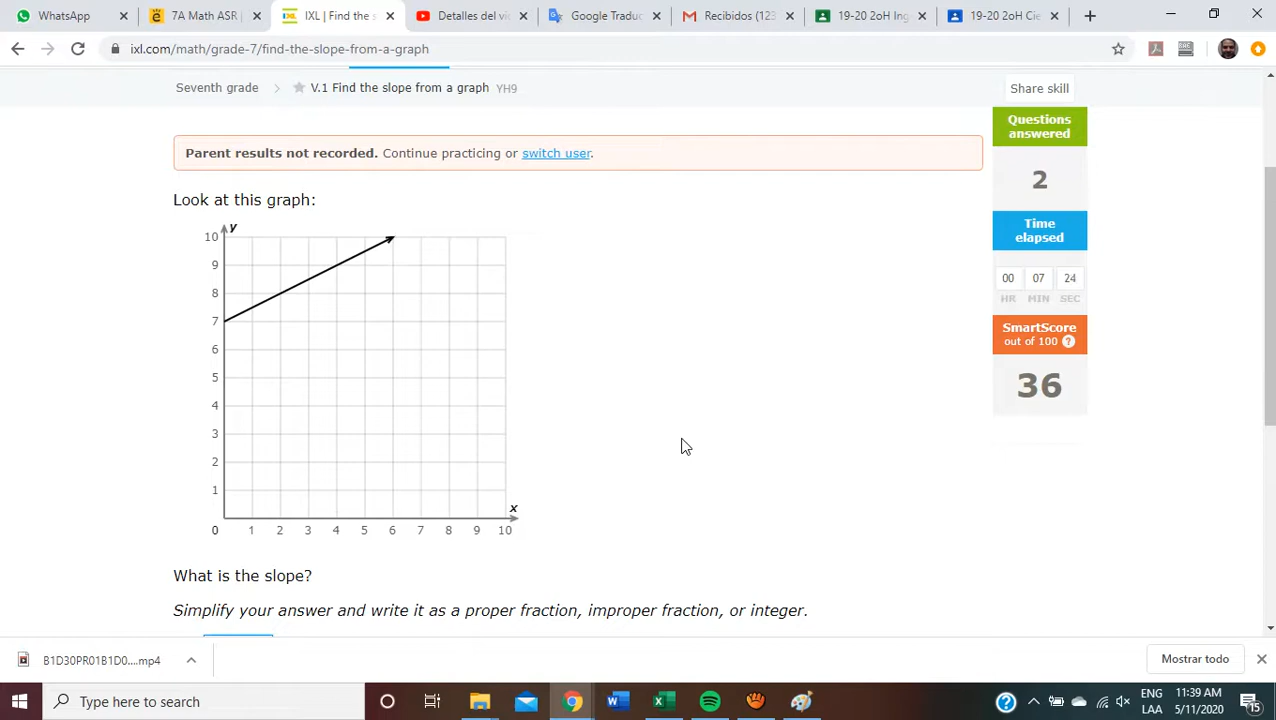 WhatsApp × 7A Math ASR × IXL | Find the s × Detalles del vi × Google Traduc × Recibidos (123 × 19-20 2oH Ing × 19-20 2oH Cie ×
ixl.com/math/grade-7/find-the-slope-from-a-graph
Seventh grade > V.1 Find the slope from a graph YH9
Share skill
Questions answered
2
Parent results not recorded. Continue practicing or switch user.
Look at this graph:
Time elapsed
00 07 24
HR MIN SEC
SmartScore
out of 100 ?
36
y
10
9
8
7
6
5
4
3
2
1
x
0 1 2 3 4 5 6 7 8 9 10
What is the slope?
Simplify your answer and write it as a proper fraction, improper fraction, or integer.
B1D30PR01B1D0....mp4
Mostrar todo
Type here to search
ENG
LAA
11:39 AM
5/11/2020
15